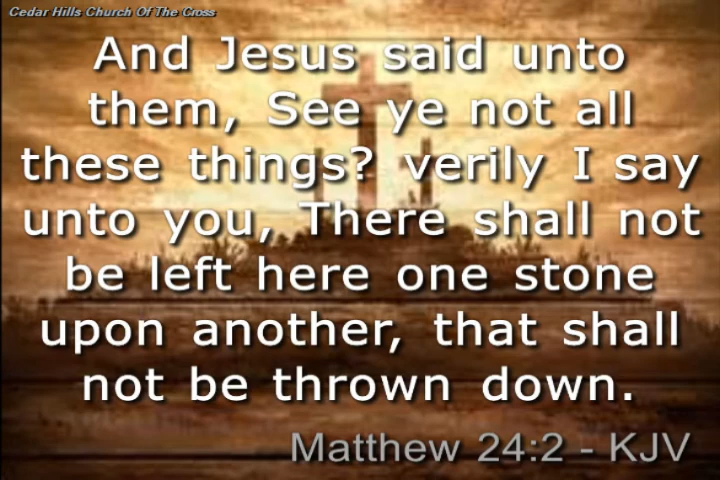 Cedar Hills Church Of The Cross
And Jesus said unto
them, See ye not all
these things? verily I say
unto you, There shall not
be left here one stone
upon another, that shall
not be thrown down.
Matthew 24:2 - KJV